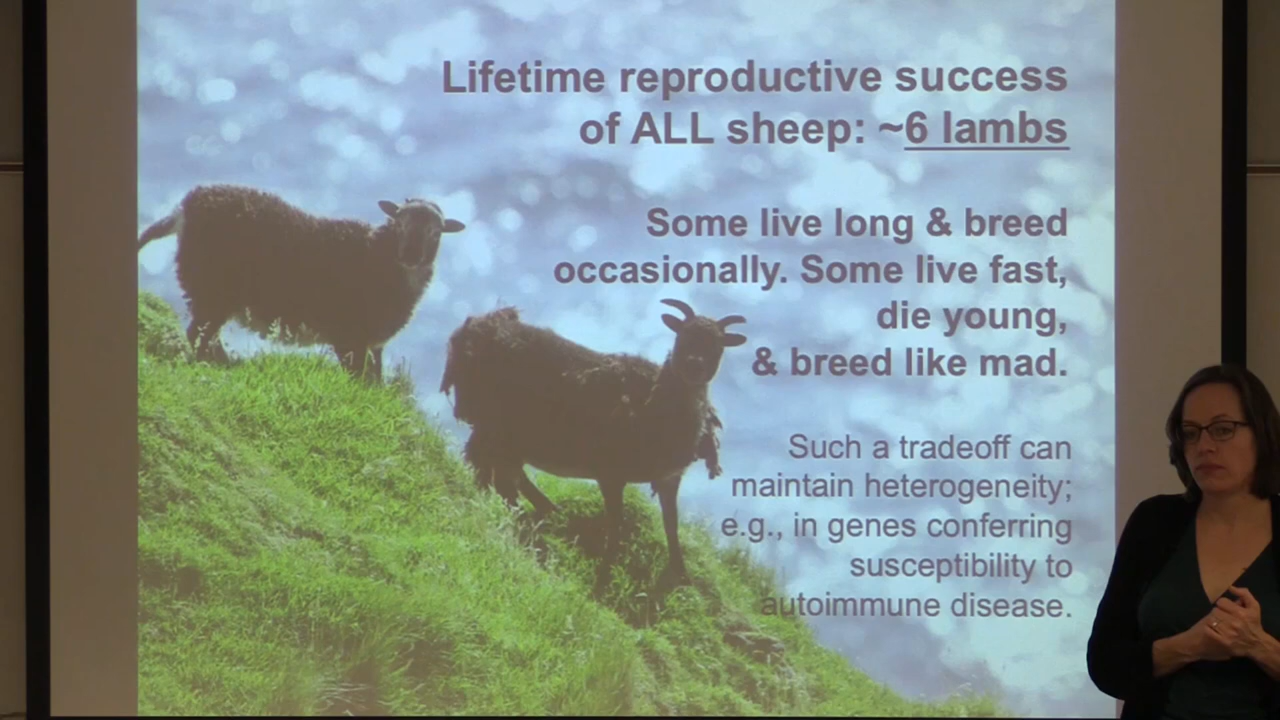 Lifetime reproductive success
of ALL sheep: ~6 lambs
Some live long & breed
occasionally. Some live fast,
die young,
& breed like mad.
Such a tradeoff can
maintain heterogeneity;
e.g., in genes conferring
susceptibility to
autoimmune disease.